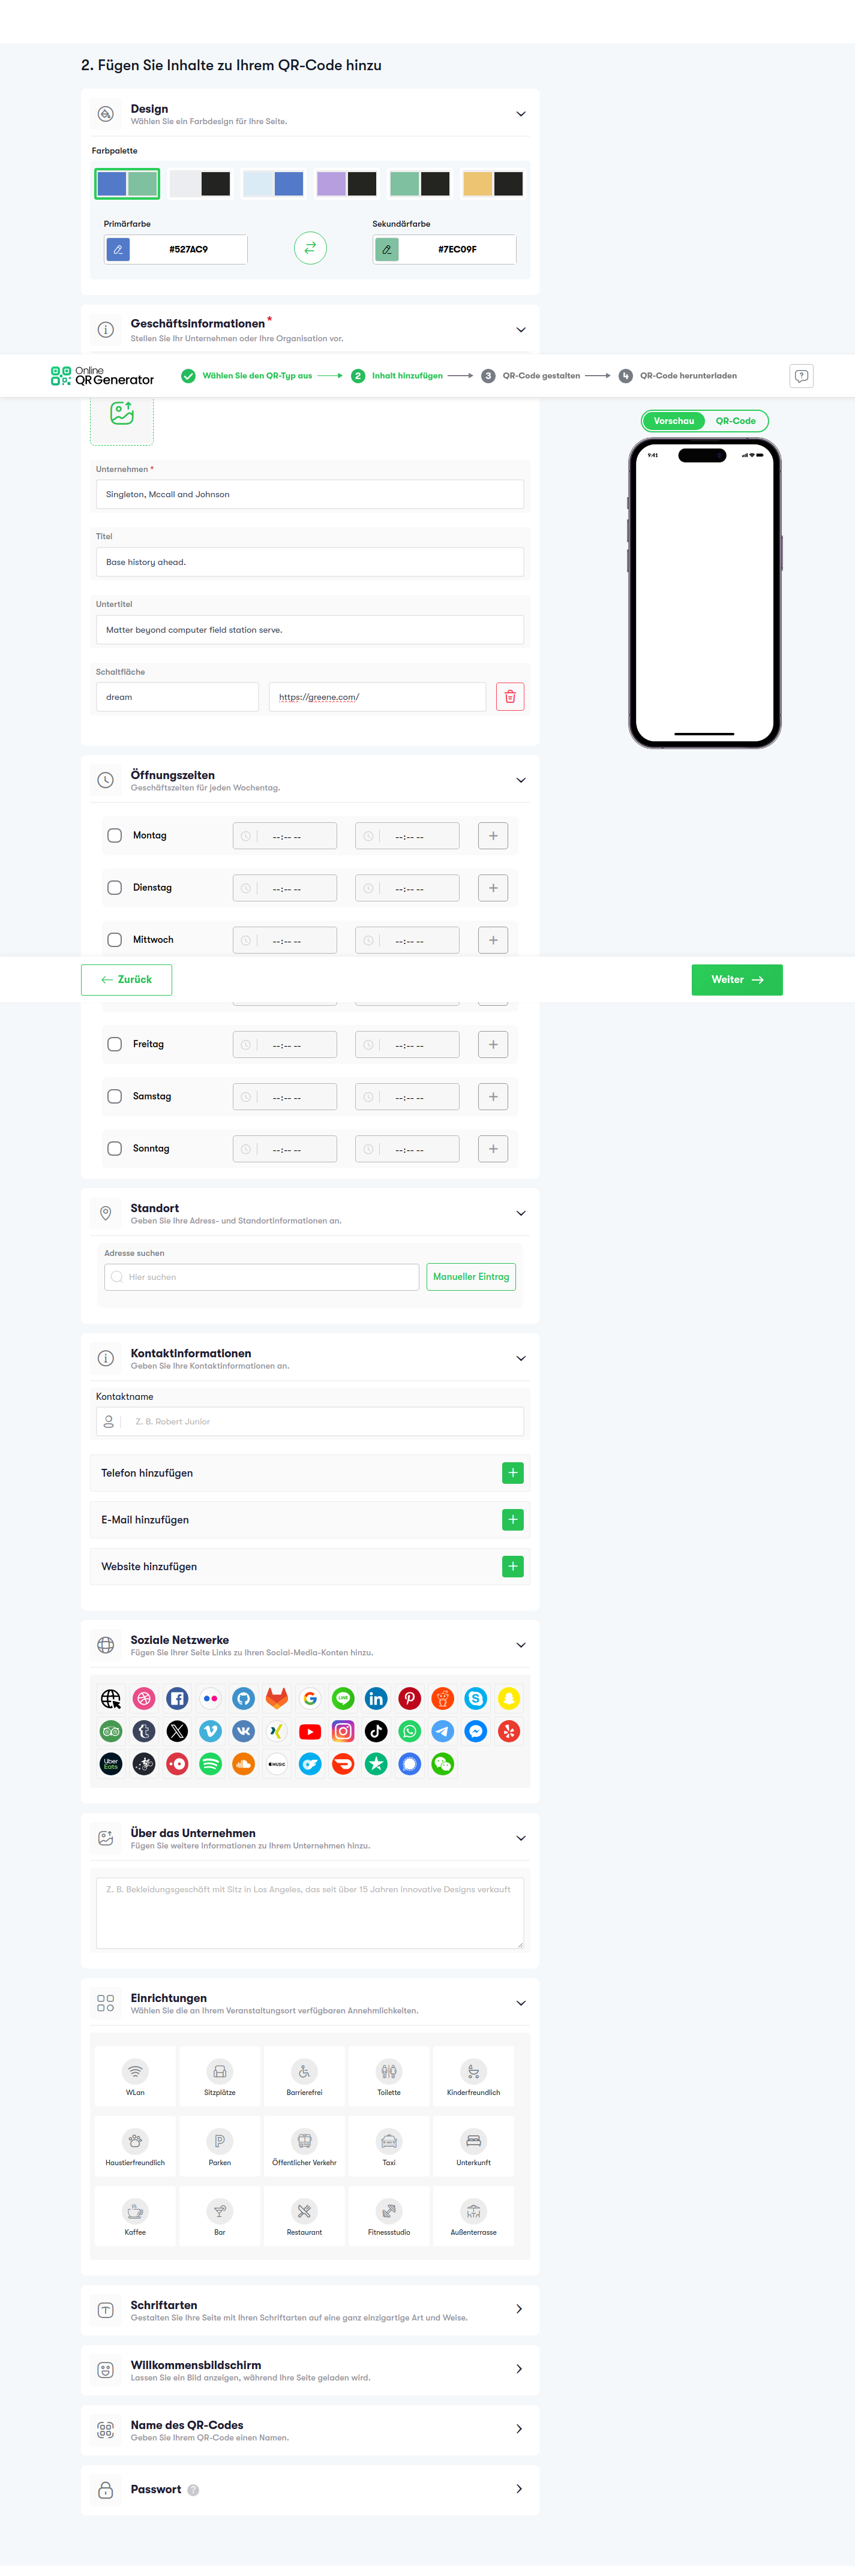 2. Fügen Sie Inhalte zu Ihrem QR-Code hinzu
Design
Wählen Sie ein Farbdesign für Ihre Seite.
Farbpalette
Primärfarbe
Sekundärfarbe
#527AC9
#7EC09F
Geschäftsinformationen *
Stellen Sie Ihr Unternehmen oder Ihre Organisation vor.
Online
QR Generator
Wählen Sie den QR-Typ aus
2 Inhalt hinzufügen
3 QR-Code gestalten
4 QR-Code herunterladen
Vorschau
QR-Code
9:41
Unternehmen *
Singleton, Mccall and Johnson
Titel
Base history ahead.
Untertitel
Matter beyond computer field station serve.
Schaltfläche
dream
https://greene.com/
Öffnungszeiten
Geschäftszeiten für jeden Wochentag.
Montag --:-- -- --:-- -- +
Dienstag --:-- -- --:-- -- +
Mittwoch --:-- -- --:-- -- +
Zurück
Weiter
Freitag --:-- -- --:-- -- +
Samstag --:-- -- --:-- -- +
Sonntag --:-- -- --:-- -- +
Standort
Geben Sie Ihre Adress- und Standortinformationen an.
Adresse suchen
Hier suchen
Manueller Eintrag
Kontaktinformationen
Geben Sie Ihre Kontaktinformationen an.
Kontaktname
Z. B. Robert Junior
Telefon hinzufügen
E-Mail hinzufügen
Website hinzufügen
Soziale Netzwerke
Fügen Sie Ihrer Seite Links zu Ihren Social-Media-Konten hinzu.
LINE
Uber Eats
MUSIC
Über das Unternehmen
Fügen Sie weitere Informationen zu Ihrem Unternehmen hinzu.
Z. B. Bekleidungsgeschäft mit Sitz in Los Angeles, das seit über 15 Jahren innovative Designs verkauft
Einrichtungen
Wählen Sie die an Ihrem Veranstaltungsort verfügbaren Annehmlichkeiten.
WLan
Sitzplätze
Barrierefrei
Toilette
Kinderfreundlich
Haustierfreundlich
Parken
Öffentlicher Verkehr
Taxi
Unterkunft
Kaffee
Bar
Restaurant
Fitnessstudio
Außenterrasse
Schriftarten
Gestalten Sie Ihre Seite mit Ihren Schriftarten auf eine ganz einzigartige Art und Weise.
Willkommensbildschirm
Lassen Sie ein Bild anzeigen, während Ihre Seite geladen wird.
Name des QR-Codes
Geben Sie Ihrem QR-Code einen Namen.
Passwort ?